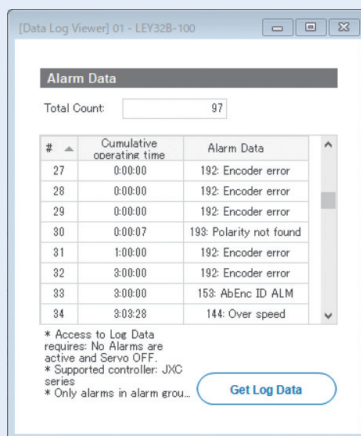 [Data Log Viewer] 01 - LEY32B-100
Alarm Data
Total Count: 97
# Cumulative operating time Alarm Data
27 0:00:00 192: Encoder error
28 0:00:00 192: Encoder error
29 0:00:00 192: Encoder error
30 0:00:07 193: Polarity not found
31 1:00:00 192: Encoder error
32 3:00:00 192: Encoder error
33 3:00:00 153: AbEnc ID ALM
34 3:03:28 144: Over speed
* Access to Log Data
requires: No Alarms are
active and Servo OFF.
* Supported controller: JXC
series
* Only alarms in alarm grou...
Get Log Data